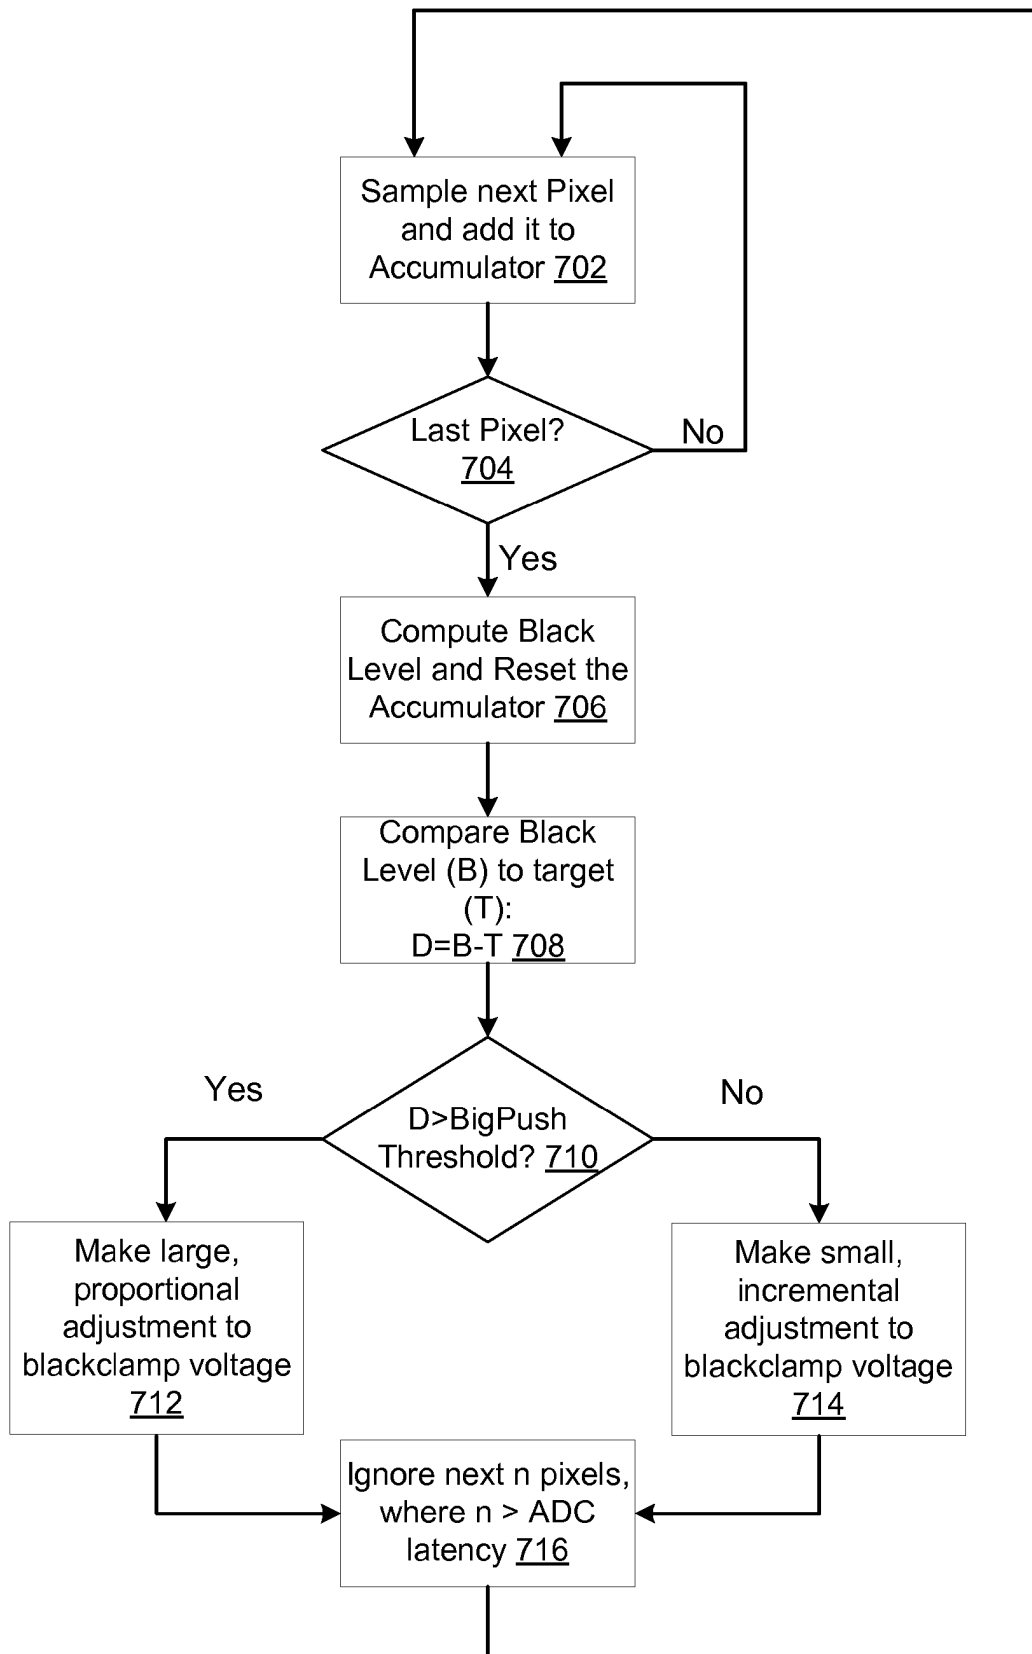 Sample next Pixel
and add it to
Accumulator 702
Last Pixel?
704
No
Yes
Compute Black
Level and Reset the
Accumulator 706
Compare Black
Level (B) to target
(T):
D=B-T 708
Yes
No
D>BigPush
Threshold? 710
Make large,
proportional
adjustment to
blackclamp voltage
712
Make small,
incremental
adjustment to
blackclamp voltage
714
Ignore next n pixels,
where n > ADC
latency 716